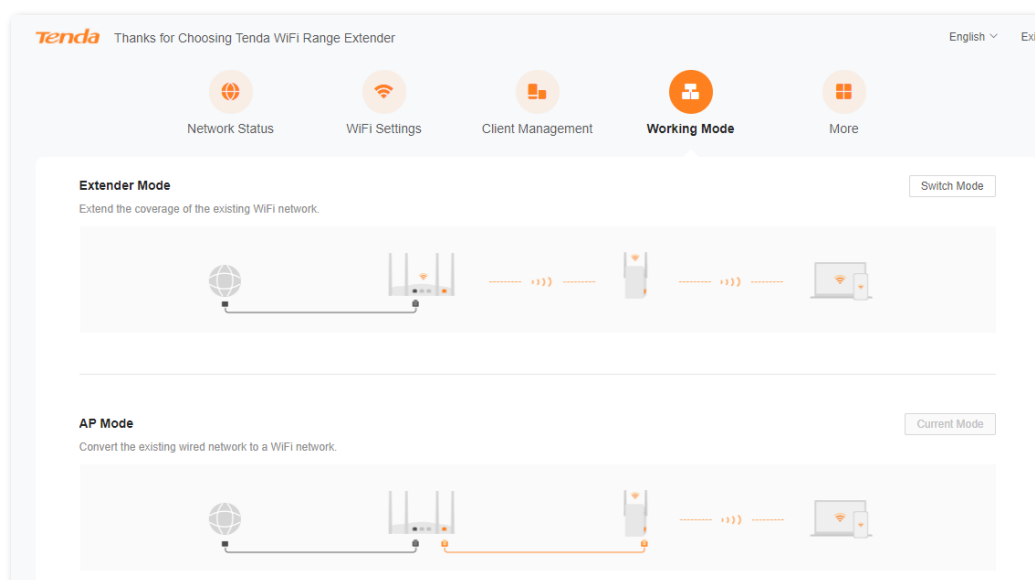 Tenda Thanks for Choosing Tenda WiFi Range Extender English Exi
Network Status WiFi Settings Client Management Working Mode More
Extender Mode Switch Mode
Extend the coverage of the existing WiFi network.
AP Mode Current Mode
Convert the existing wired network to a WiFi network.